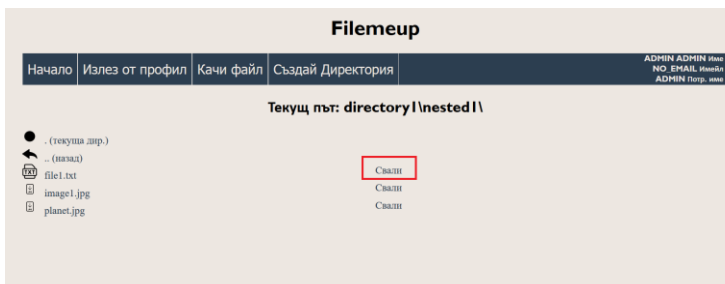 Filemeup
Начало Излез от профил Качи файл Създай Директория
ADMIN ADMIN Име
NO_EMAIL Имейл
ADMIN Потр. име
Текущ път: directory1\nested1\
. (текуща дир.)
.. (назад)
TXT file1.txt Свали
image1.jpg Свали
planet.jpg Свали